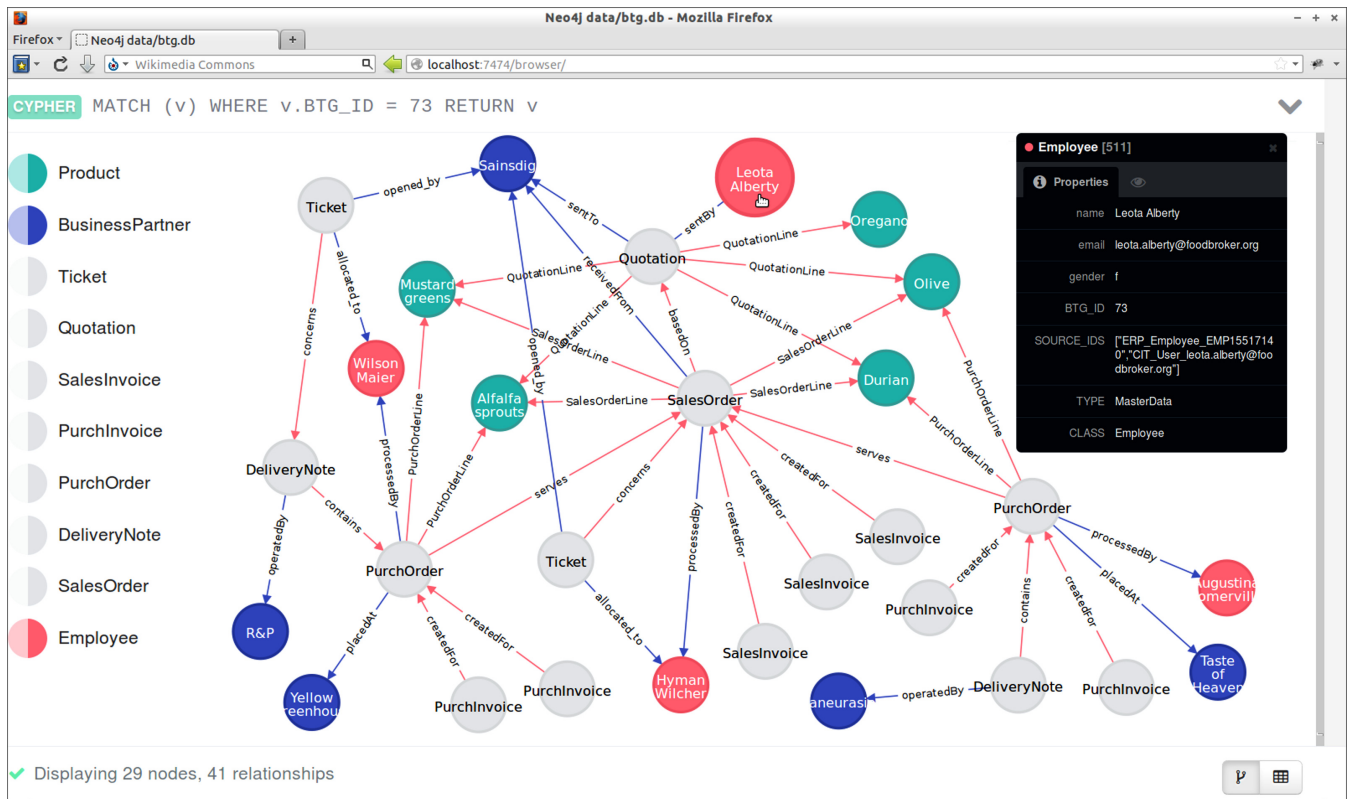 Neo4j data/btg.db - Mozilla Firefox
Firefox
Neo4j data/btg.db
Wikimedia Commons
localhost:7474/browser/
CYPHER MATCH (v) WHERE v.BTG_ID = 73 RETURN v
Product
BusinessPartner
Ticket
Quotation
SalesInvoice
PurchInvoice
PurchOrder
DeliveryNote
SalesOrder
Employee
Sainsdig
Leota
Alberty
Ticket
opened_by
sentTo
sentBy
Oregano
QuotationLine
Quotation
QuotationLine
QuotationLine
Olive
Mustard
greens
allocated_to
receivedFrom
QuotationLine
QuotationLine
basedOn
concerns
SalesOrderLine
SalesOrderLine
opened_by
Wilson
Maier
Durian
Alfalfa
sprouts
SalesOrderLine
SalesOrder
SalesOrderLine
PurchOrderLine
PurchOrderLine
PurchOrderLine
PurchOrderLine
DeliveryNote
processedBy
serves
concerns
createdFor
createdFor
serves
contains
operatedBy
PurchOrder
Ticket
processedBy
createdFor
SalesInvoice
SalesInvoice
PurchOrder
createdFor
processedBy
PurchInvoice
contains
createdFor
placedAt
Augustina
omervill
R&P
placedAt
createdFor
createdFor
allocated_to
SalesInvoice
Yellow
reenhou
PurchInvoice
PurchInvoice
Hyman
Wilcher
aneurasi
operatedBy
DeliveryNote
PurchInvoice
Taste
of
Heaven
Employee [511]
Properties
name Leota Alberty
email leota.alberty@foodbroker.org
gender f
BTG_ID 73
SOURCE_IDS ["ERP_Employee_EMP1551714
0","CIT_User_leota.alberty@foo
dbroker.org"]
TYPE MasterData
CLASS Employee
Displaying 29 nodes, 41 relationships